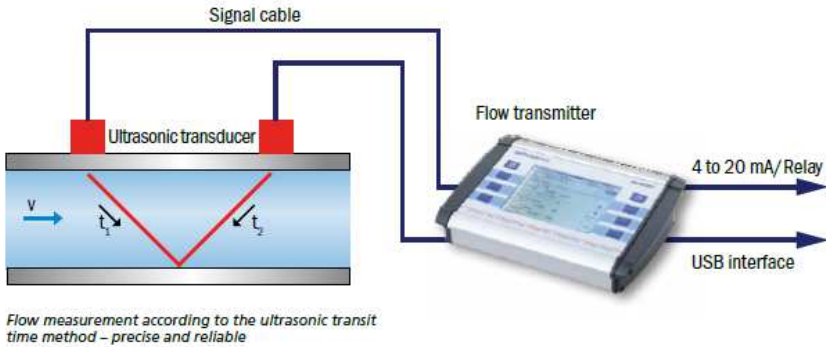 Signal cable
Ultrasonic transducer
Flow transmitter
4 to 20 mA/Relay
v
t₁
t₂
USB interface
Flow measurement according to the ultrasonic transit
time method – precise and reliable